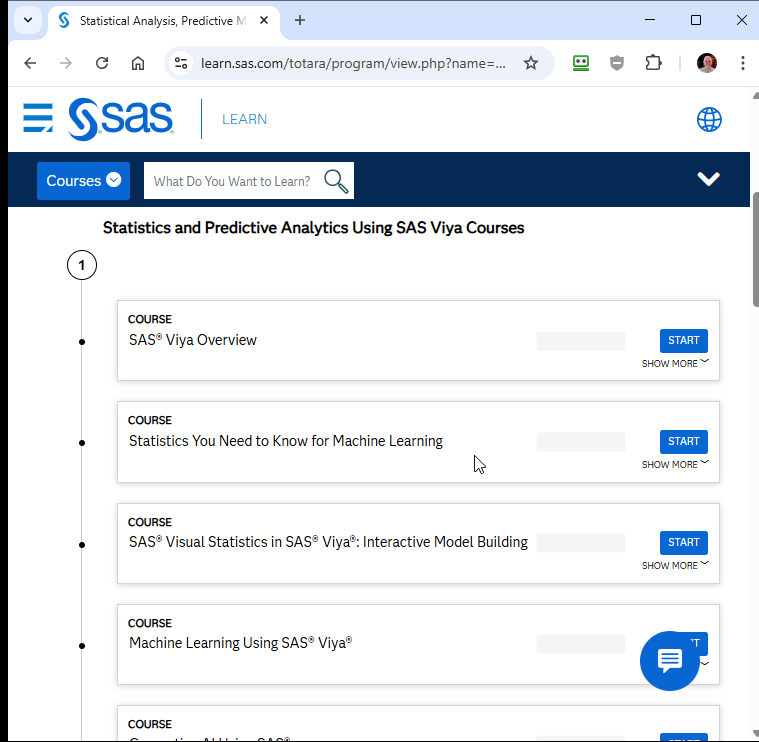 Statistical Analysis, Predictive M
learn.sas.com/totara/program/view.php?name=...
sas
LEARN
Courses
What Do You Want to Learn?
Statistics and Predictive Analytics Using SAS Viya Courses
1
COURSE
SAS® Viya Overview
START
SHOW MORE
COURSE
Statistics You Need to Know for Machine Learning
START
SHOW MORE
COURSE
SAS® Visual Statistics in SAS® Viya®: Interactive Model Building
START
SHOW MORE
COURSE
Machine Learning Using SAS® Viya®
COURSE